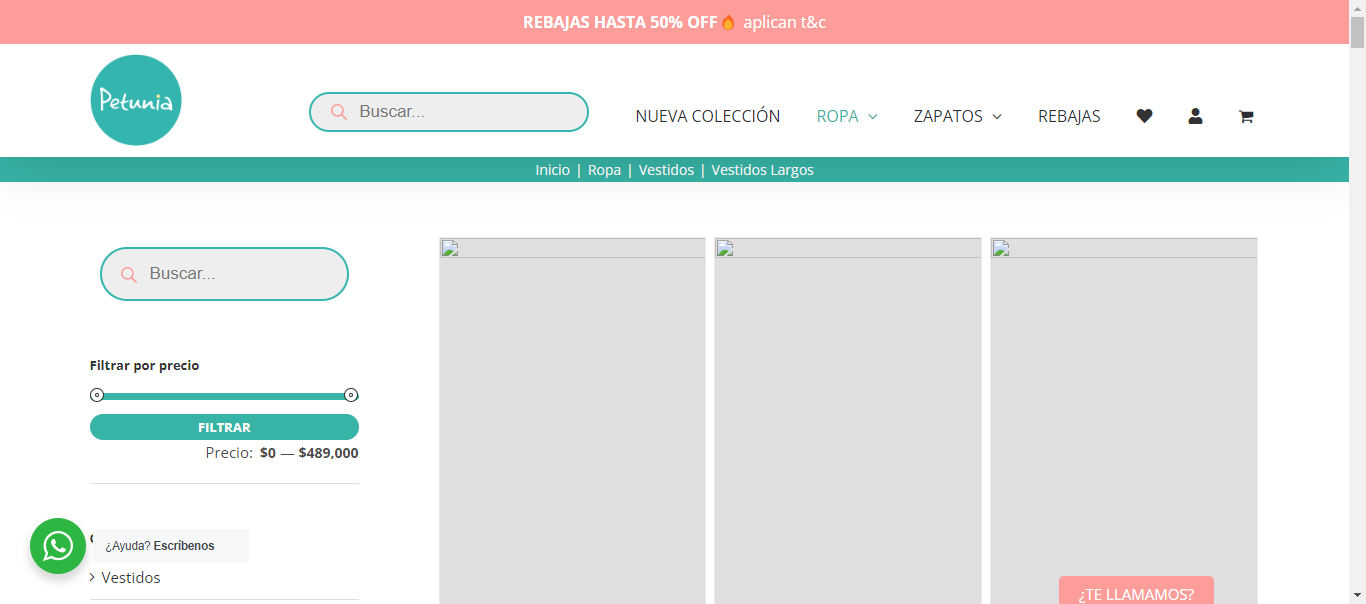 REBAJAS HASTA 50% OFF🔥 aplican t&c
Petunia
Buscar...
NUEVA COLECCIÓN
ROPA
ZAPATOS
REBAJAS
Inicio | Ropa | Vestidos | Vestidos Largos
Buscar...
Filtrar por precio
FILTRAR
Precio: $0 — $489,000
¿Ayuda? Escríbenos
Vestidos
¿TE LLAMAMOS?